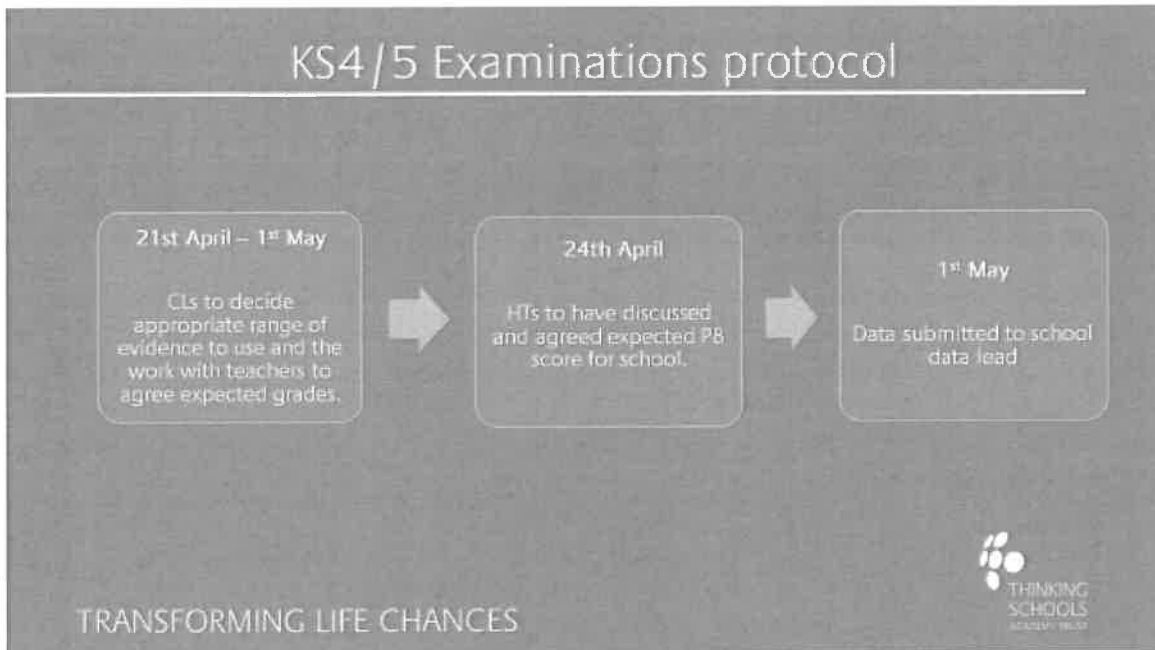 KS4/5 Examinations protocol
21st April – 1st May
CLs to decide
appropriate range of
evidence to use and the
work with teachers to
agree expected grades.
24th April
HTs to have discussed
and agreed expected P8
score for school.
1st May
Data submitted to school
data lead
TRANSFORMING LIFE CHANCES
THINKING
SCHOOLS
ACADEMY TRUST